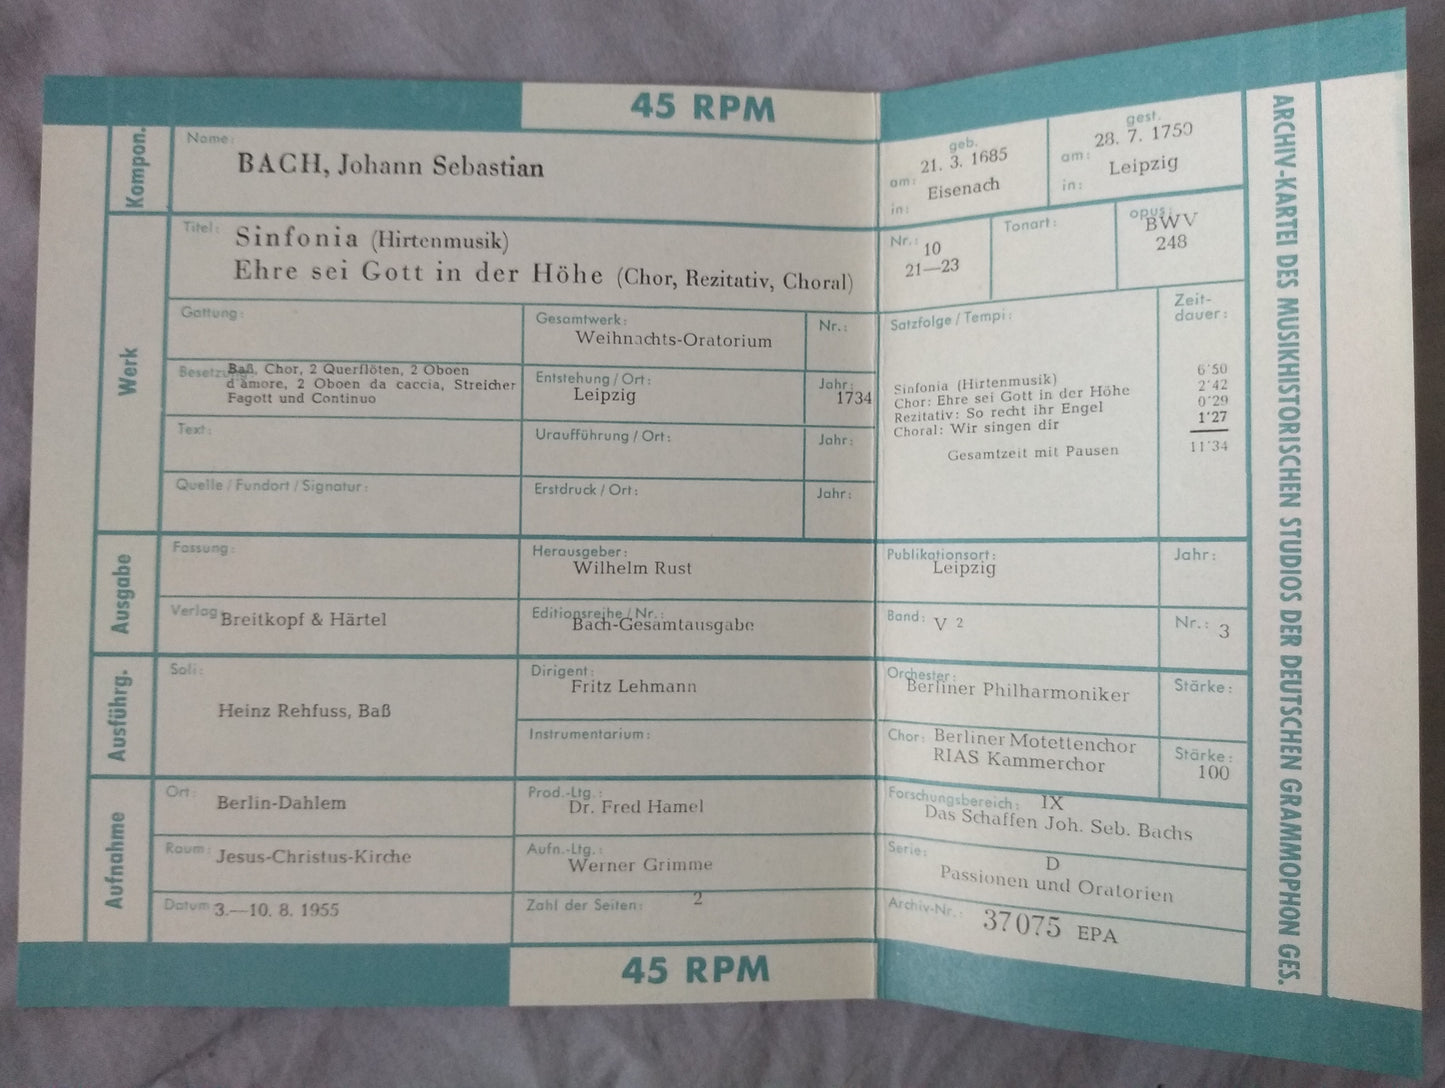 45 RPM
Kompon.
Name:
BACH, Johann Sebastian
geb.
am: 21. 3. 1685
in: Eisenach
gest.
am: 28. 7. 1750
in: Leipzig
Werk
Titel:
Sinfonia (Hirtenmusik)
Ehre sei Gott in der Höhe (Chor, Rezitativ, Choral)
Nr.: 10
21—23
Tonart:
opus:
BWV
248
Gattung:
Gesamtwerk:
Weihnachts-Oratorium
Nr.:
Besetzung:
Baß, Chor, 2 Querflöten, 2 Oboen
d'amore, 2 Oboen da caccia, Streicher
Fagott und Continuo
Entstehung/Ort:
Leipzig
Jahr:
1734
Text:
Uraufführung/Ort:
Jahr:
Quelle/Fundort/Signatur:
Erstdruck/Ort:
Jahr:
Satzfolge/Tempi:
Zeit-
dauer:
Sinfonia (Hirtenmusik) 6'50
Chor: Ehre sei Gott in der Höhe 2'42
Rezitativ: So recht ihr Engel 0'29
Choral: Wir singen dir 1'27
Gesamtzeit mit Pausen 11'34
Ausgabe
Fassung:
Herausgeber:
Wilhelm Rust
Publikationsort:
Leipzig
Jahr:
Verlag:
Breitkopf & Härtel
Editionsreihe/Nr.:
Bach-Gesamtausgabe
Band: V 2
Nr.: 3
Ausführg.
Soli:
Heinz Rehfuss, Baß
Dirigent:
Fritz Lehmann
Orchester:
Berliner Philharmoniker
Stärke:
Instrumentarium:
Chor: Berliner Motettenchor
RIAS Kammerchor
Stärke:
100
Aufnahme
Ort:
Berlin-Dahlem
Prod.-Ltg.:
Dr. Fred Hamel
Forschungsbereich: IX
Das Schaffen Joh. Seb. Bachs
Raum: Jesus-Christus-Kirche
Aufn.-Ltg.:
Werner Grimme
Serie: D
Passionen und Oratorien
Datum: 3.—10. 8. 1955
Zahl der Seiten: 2
Archiv-Nr.: 37075 EPA
45 RPM
ARCHIV-KARTEI DES MUSIKHISTORISCHEN STUDIOS DER DEUTSCHEN GRAMMOPHON GES.